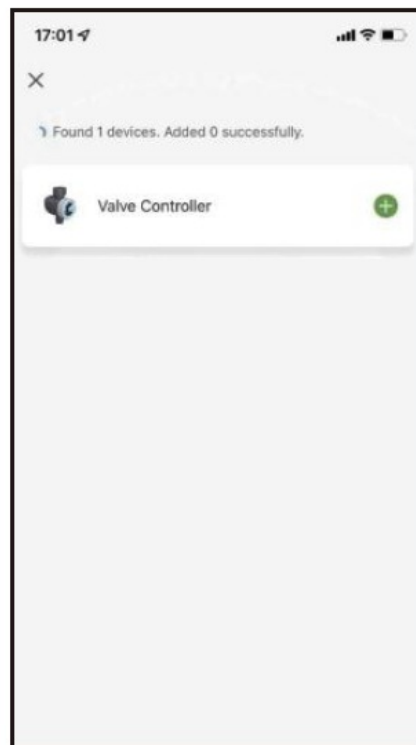 17:01
Found 1 devices. Added 0 successfully.
Valve Controller